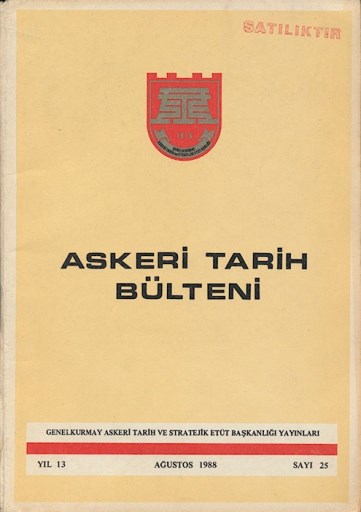 SATILIKTIR
ASKERİ TARİH
BÜLTENİ
GENELKURMAY ASKERİ TARİH VE STRATEJİK ETÜT BAŞKANLIĞI YAYINLARI
YIL 13 AĞUSTOS 1988 SAYI 25